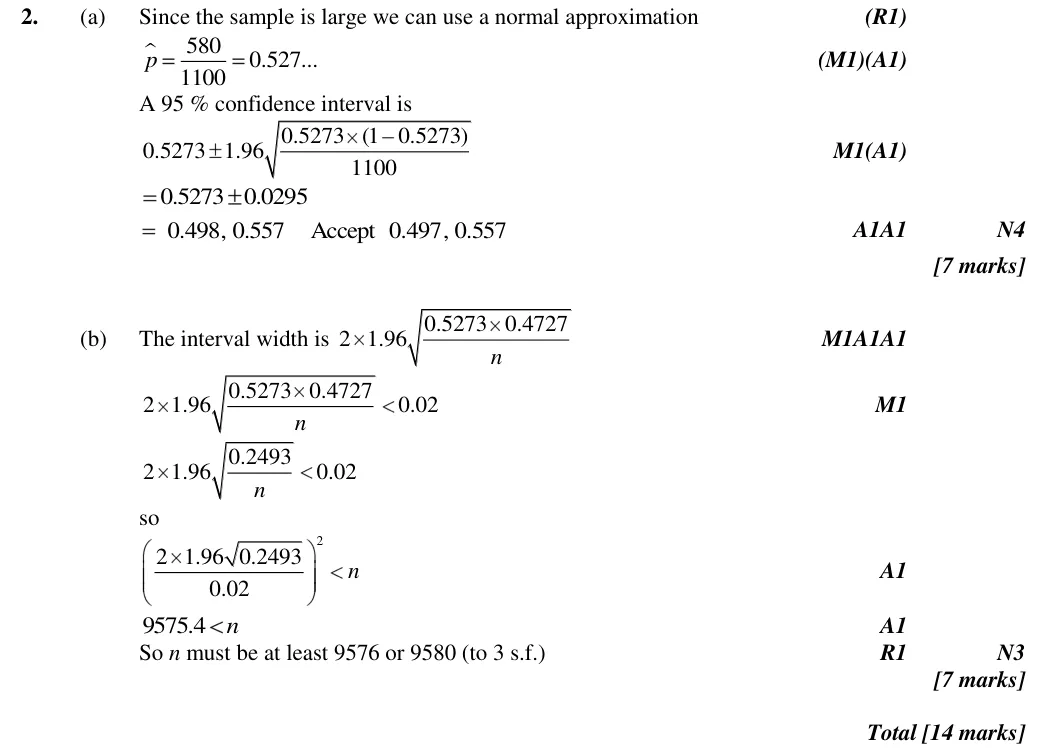 2. (a) Since the sample is large we can use a normal approximation (R1)
p̂ = 580/1100 = 0.527... (M1)(A1)
A 95 % confidence interval is
0.5273 ± 1.96√(0.5273×(1−0.5273)/1100) M1(A1)
= 0.5273 ± 0.0295
= 0.498, 0.557 Accept 0.497, 0.557 A1A1 N4
[7 marks]
(b) The interval width is 2×1.96√(0.5273×0.4727/n) M1A1A1
2×1.96√(0.5273×0.4727/n) < 0.02 M1
2×1.96√(0.2493/n) < 0.02
so
(2×1.96√0.2493/0.02)² < n A1
9575.4 < n A1
So n must be at least 9576 or 9580 (to 3 s.f.) R1 N3
[7 marks]
Total [14 marks]